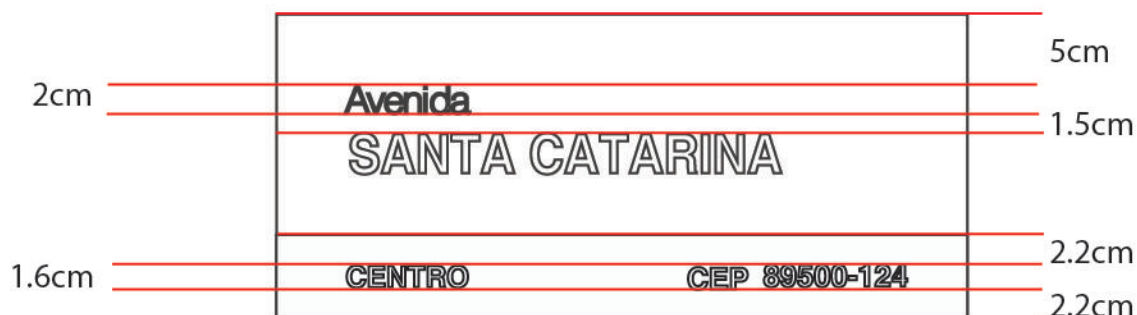 5cm
2cm
Avenida
1.5cm
SANTA CATARINA
2.2cm
1.6cm
CENTRO CEP 89500-124
2.2cm